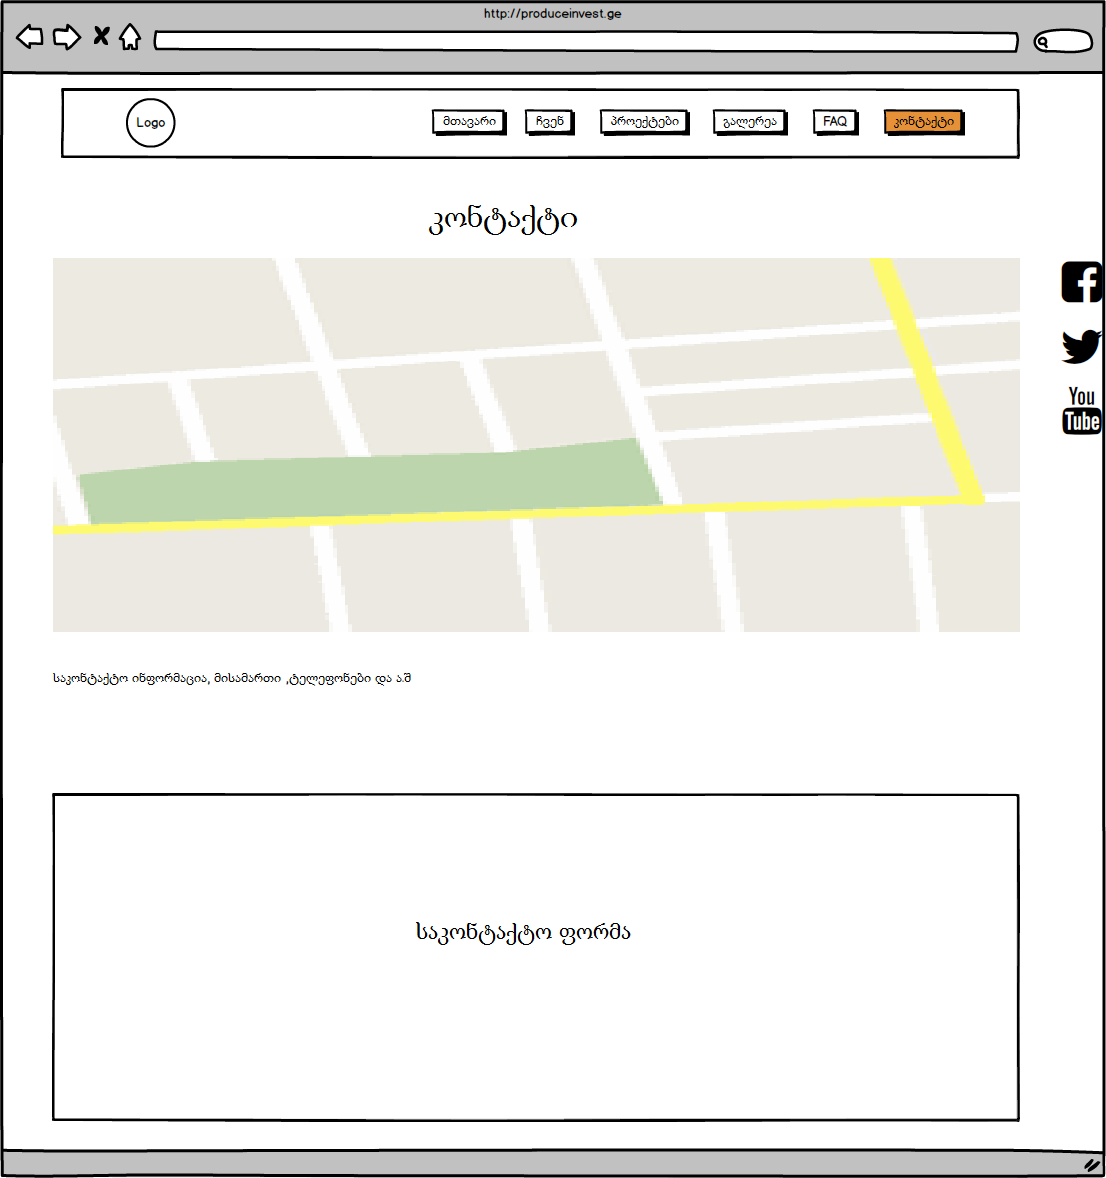 http://produceinvest.ge
Logo
მთავარი
ჩვენ
პროექტები
გალერეა
FAQ
კონტაქტი
კონტაქტი
You
Tube
საკონტაქტო ინფორმაცია, მისამართი ,ტელეფონები და ა.შ
საკონტაქტო ფორმა